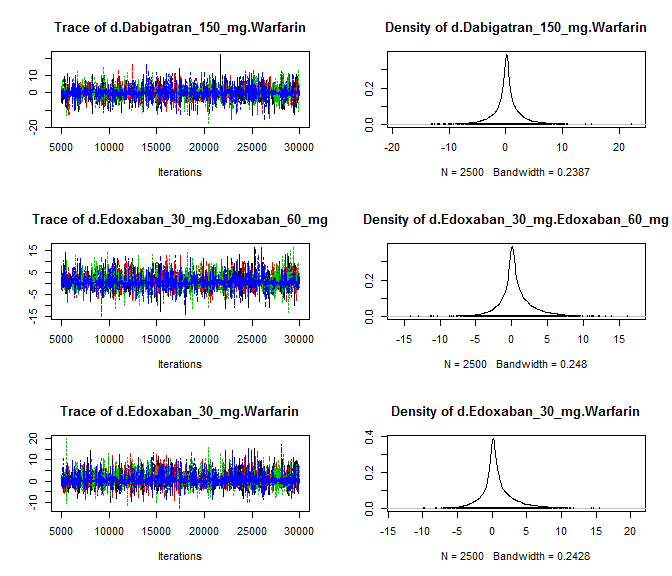 Trace of d.Dabigatran_150_mg.Warfarin
10
0
-20
5000 10000 15000 20000 25000 30000
Iterations
Density of d.Dabigatran_150_mg.Warfarin
0.2
0.0
-20 -10 0 10 20
N = 2500 Bandwidth = 0.2387
Trace of d.Edoxaban_30_mg.Edoxaban_60_mg
15
5
-5
-15
5000 10000 15000 20000 25000 30000
Iterations
Density of d.Edoxaban_30_mg.Edoxaban_60_mg
0.2
0.0
-15 -10 -5 0 5 10 15
N = 2500 Bandwidth = 0.248
Trace of d.Edoxaban_30_mg.Warfarin
20
10
0
-10
5000 10000 15000 20000 25000 30000
Iterations
Density of d.Edoxaban_30_mg.Warfarin
0.4
0.2
0.0
-15 -10 -5 0 5 10 15 20
N = 2500 Bandwidth = 0.2428